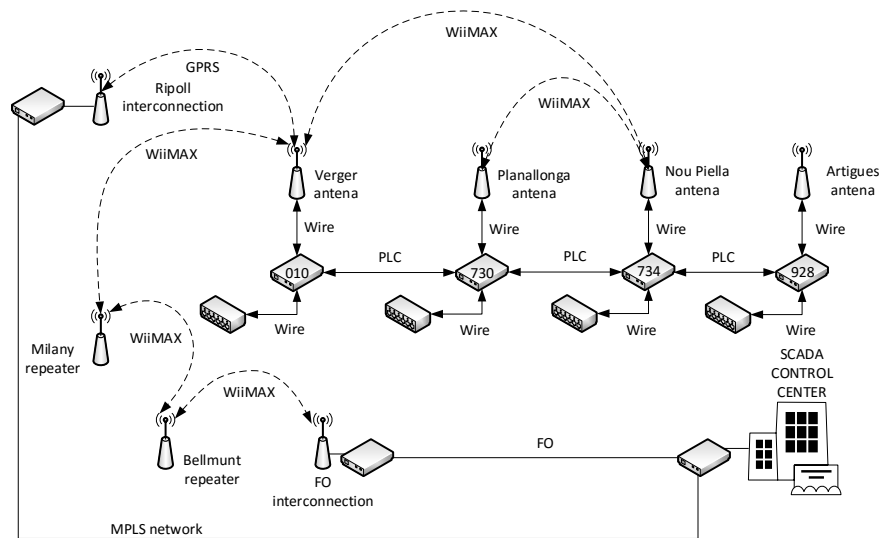 WiiMAX
GPRS
Ripoll
interconnection
WiiMAX
WiiMAX
Verger
antena
Planallonga
antena
Nou Piella
antena
Artigues
antena
Wire
Wire
Wire
Wire
010
PLC
730
PLC
734
PLC
928
Wire
Wire
Wire
Wire
Milany
repeater
WiiMAX
SCADA
CONTROL
CENTER
WiiMAX
Bellmunt
repeater
FO
interconnection
FO
MPLS network